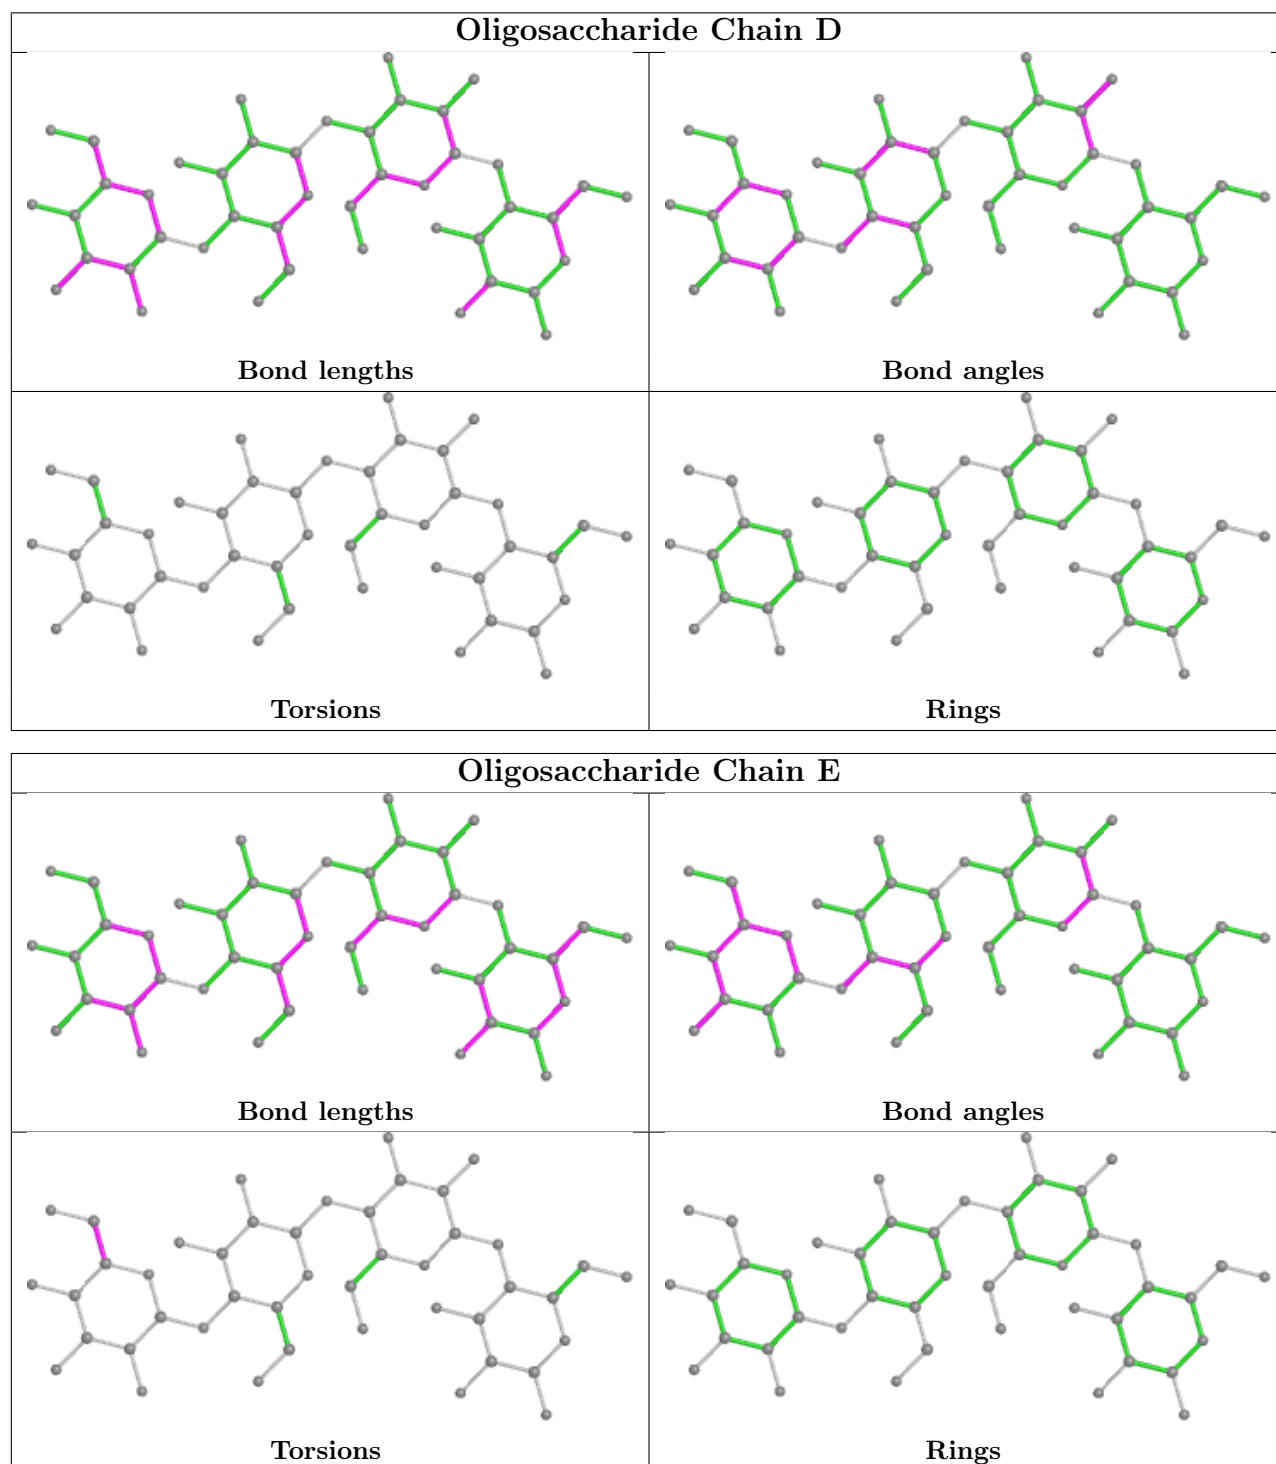 Oligosaccharide Chain D
Bond lengths
Bond angles
Torsions
Rings
Oligosaccharide Chain E
Bond lengths
Bond angles
Torsions
Rings